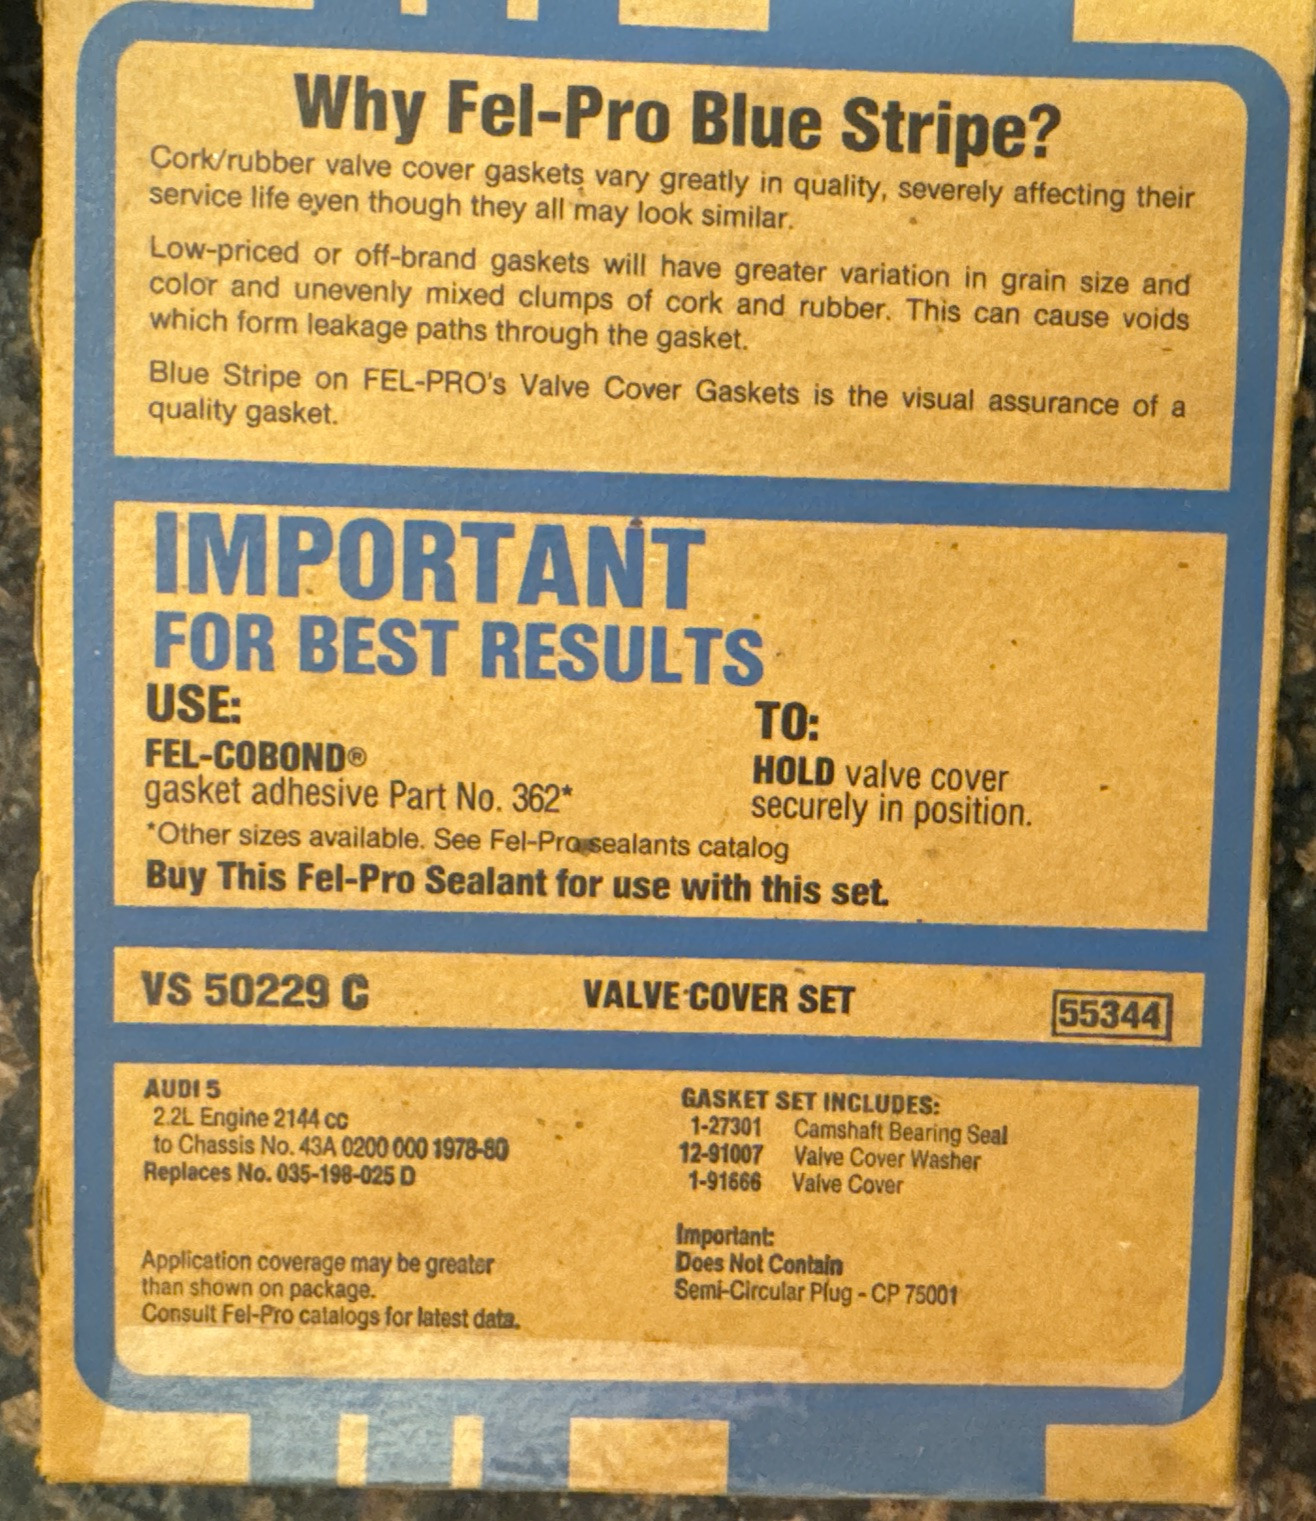 Why Fel-Pro Blue Stripe?
Cork/rubber valve cover gaskets vary greatly in quality, severely affecting their
service life even though they all may look similar.
Low-priced or off-brand gaskets will have greater variation in grain size and
color and unevenly mixed clumps of cork and rubber. This can cause voids
which form leakage paths through the gasket.
Blue Stripe on FEL-PRO's Valve Cover Gaskets is the visual assurance of a
quality gasket.
IMPORTANT
FOR BEST RESULTS
USE:
FEL-COBOND®
gasket adhesive Part No. 362*
TO:
HOLD valve cover
securely in position.
*Other sizes available. See Fel-Pro sealants catalog
Buy This Fel-Pro Sealant for use with this set.
VS 50229 C VALVE COVER SET 55344
AUDI 5
2.2L Engine 2144 cc
to Chassis No. 43A 0200 000 1978-80
Replaces No. 035-198-025 D
Application coverage may be greater
than shown on package.
Consult Fel-Pro catalogs for latest data.
GASKET SET INCLUDES:
1-27301 Camshaft Bearing Seal
12-91007 Valve Cover Washer
1-91666 Valve Cover
Important:
Does Not Contain
Semi-Circular Plug - CP 75001